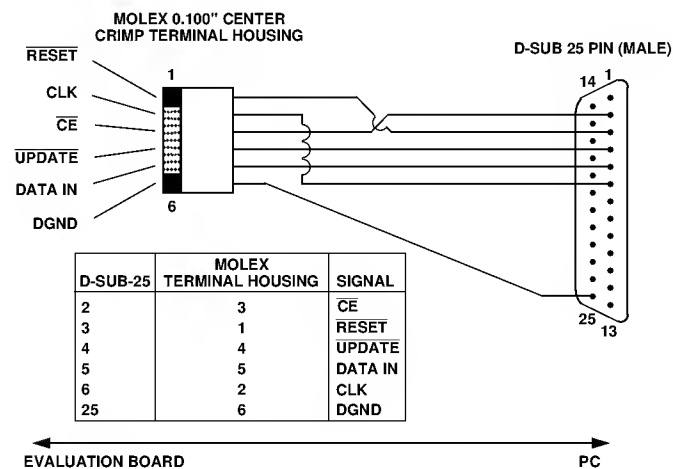 MOLEX 0.100" CENTER
CRIMP TERMINAL HOUSING
D-SUB 25 PIN (MALE)
RESET
1
14 1
CLK
CE
UPDATE
DATA IN
6
DGND
25
13
D-SUB-25 MOLEX TERMINAL HOUSING SIGNAL
2 3 CE
3 1 RESET
4 4 UPDATE
5 5 DATA IN
6 2 CLK
25 6 DGND
EVALUATION BOARD PC